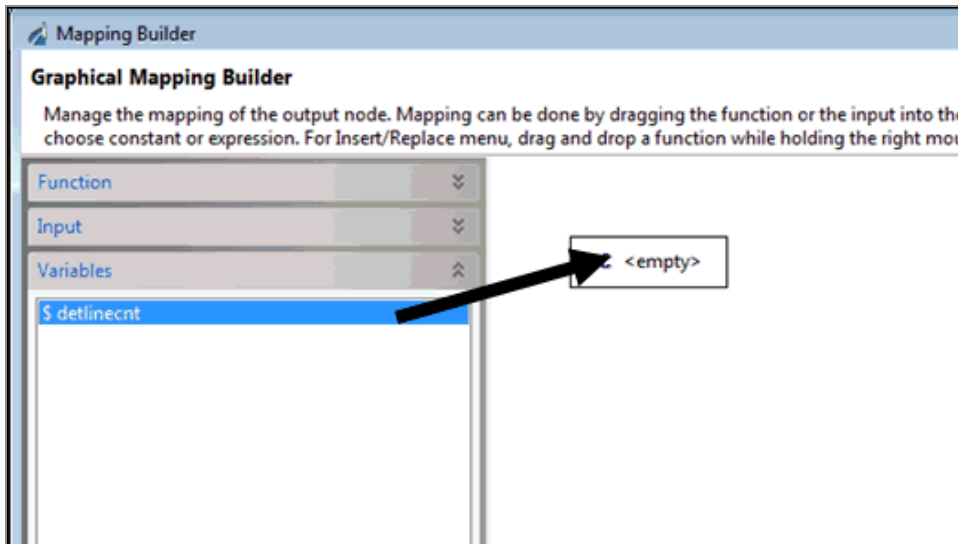 Mapping Builder
Graphical Mapping Builder
Manage the mapping of the output node. Mapping can be done by dragging the function or the input into the
choose constant or expression. For Insert/Replace menu, drag and drop a function while holding the right mou
Function
Input
Variables
<empty>
$ detlinecnt